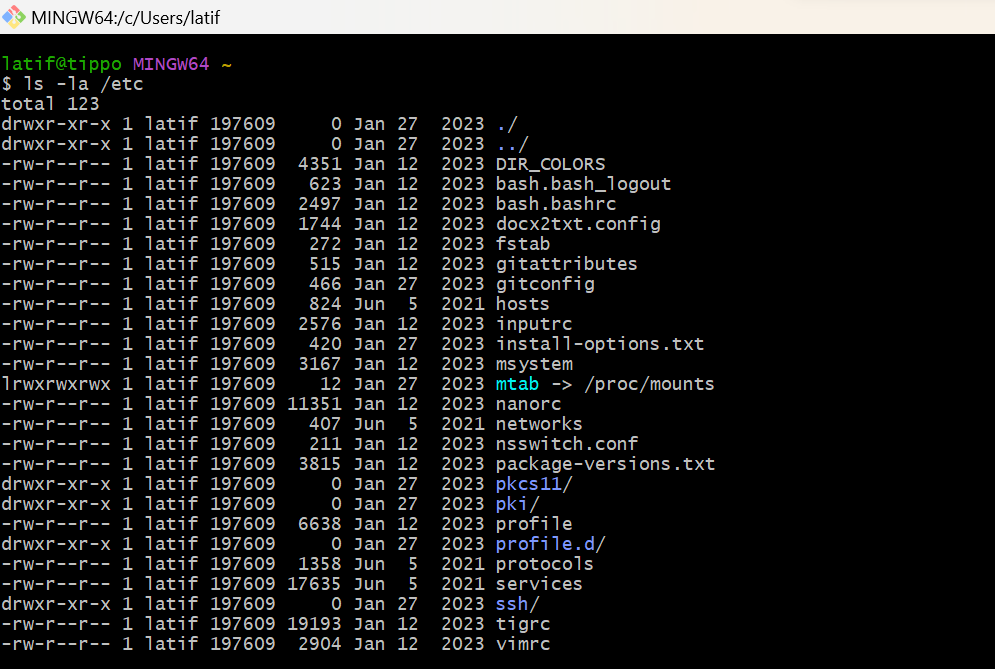 MINGW64:/c/Users/latif
latif@tippo MINGW64 ~
$ ls -la /etc
total 123
drwxr-xr-x 1 latif 197609     0 Jan 27  2023 ./
drwxr-xr-x 1 latif 197609     0 Jan 27  2023 ../
-rw-r--r-- 1 latif 197609  4351 Jan 12  2023 DIR_COLORS
-rw-r--r-- 1 latif 197609   623 Jan 12  2023 bash.bash_logout
-rw-r--r-- 1 latif 197609  2497 Jan 12  2023 bash.bashrc
-rw-r--r-- 1 latif 197609  1744 Jan 12  2023 docx2txt.config
-rw-r--r-- 1 latif 197609   272 Jan 12  2023 fstab
-rw-r--r-- 1 latif 197609   515 Jan 12  2023 gitattributes
-rw-r--r-- 1 latif 197609   466 Jan 27  2023 gitconfig
-rw-r--r-- 1 latif 197609   824 Jun  5  2021 hosts
-rw-r--r-- 1 latif 197609  2576 Jan 12  2023 inputrc
-rw-r--r-- 1 latif 197609   420 Jan 27  2023 install-options.txt
-rw-r--r-- 1 latif 197609  3167 Jan 12  2023 msystem
lrwxrwxrwx 1 latif 197609    12 Jan 27  2023 mtab -> /proc/mounts
-rw-r--r-- 1 latif 197609 11351 Jan 12  2023 nanorc
-rw-r--r-- 1 latif 197609   407 Jun  5  2021 networks
-rw-r--r-- 1 latif 197609   211 Jan 12  2023 nsswitch.conf
-rw-r--r-- 1 latif 197609  3815 Jan 12  2023 package-versions.txt
drwxr-xr-x 1 latif 197609     0 Jan 27  2023 pkcs11/
drwxr-xr-x 1 latif 197609     0 Jan 27  2023 pki/
-rw-r--r-- 1 latif 197609  6638 Jan 12  2023 profile
drwxr-xr-x 1 latif 197609     0 Jan 27  2023 profile.d/
-rw-r--r-- 1 latif 197609  1358 Jun  5  2021 protocols
-rw-r--r-- 1 latif 197609 17635 Jun  5  2021 services
drwxr-xr-x 1 latif 197609     0 Jan 27  2023 ssh/
-rw-r--r-- 1 latif 197609 19193 Jan 12  2023 tigrc
-rw-r--r-- 1 latif 197609  2904 Jan 12  2023 vimrc